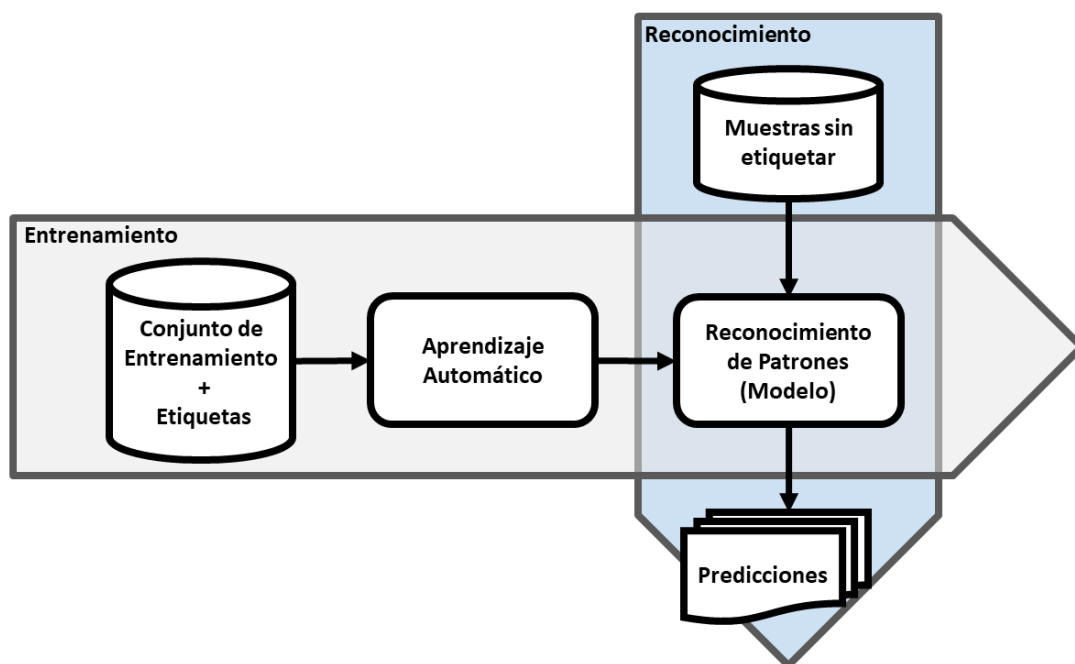 Reconocimiento
Muestras sin
etiquetar
Entrenamiento
Conjunto de
Entrenamiento
+
Etiquetas
Aprendizaje
Automático
Reconocimiento
de Patrones
(Modelo)
Predicciones